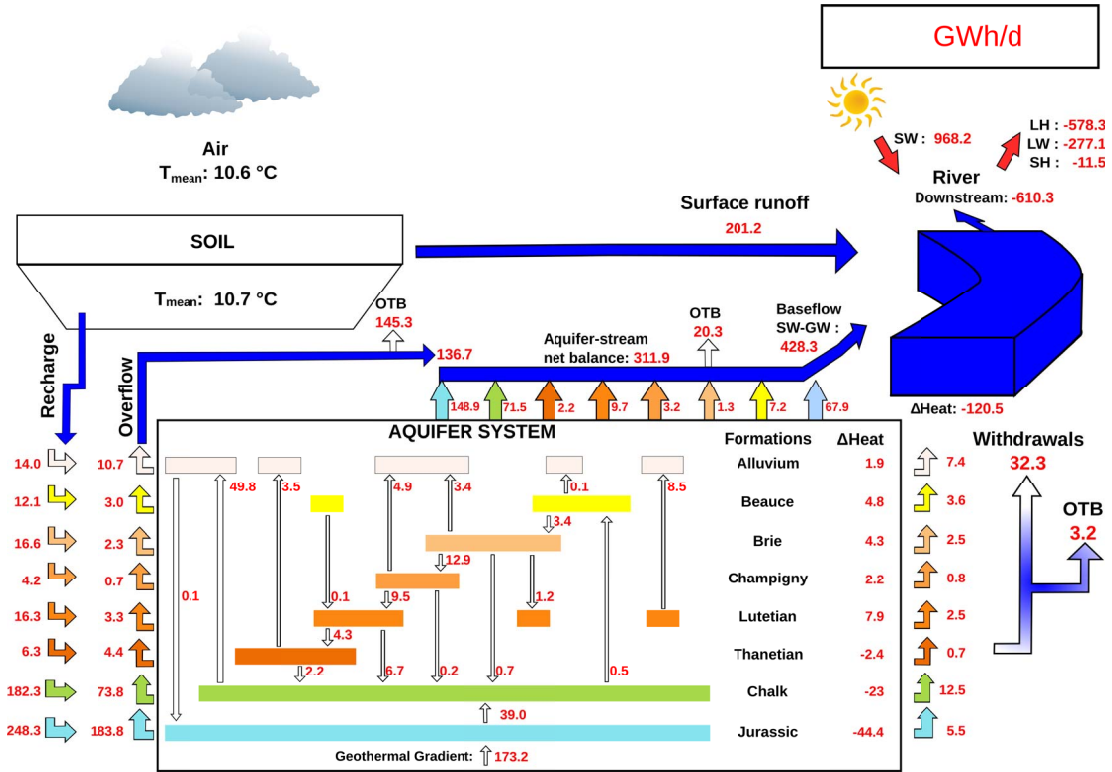 GWh/d
Air
Tmean: 10.6 °C
SW: 968.2
LH : -578.3
LW : -277.1
SH : -11.5
River
Downstream: -610.3
Surface runoff
201.2
SOIL
Tmean: 10.7 °C
OTB
145.3
136.7
Aquifer-stream
net balance: 311.9
OTB
20.3
Baseflow
SW-GW :
428.3
Recharge
Overflow
148.9 71.5 2.2 9.7 3.2 1.3 7.2 67.9
ΔHeat: -120.5
AQUIFER SYSTEM
Formations ΔHeat
Withdrawals
32.3
OTB
3.2
14.0 10.7 Alluvium 1.9 7.4
49.8 3.5 4.9 3.4 0.1 8.5
12.1 3.0 Beauce 4.8 3.6
3.4
16.6 2.3 Brie 4.3 2.5
12.9
4.2 0.7 Champigny 2.2 0.8
0.1 0.1 9.5 1.2
16.3 3.3 Lutetian 7.9 2.5
4.3
6.3 4.4 Thanetian -2.4 0.7
2.2 6.7 0.2 0.7 0.5
182.3 73.8 Chalk -23 12.5
39.0
248.3 183.8 Jurassic -44.4 5.5
Geothermal Gradient: 173.2